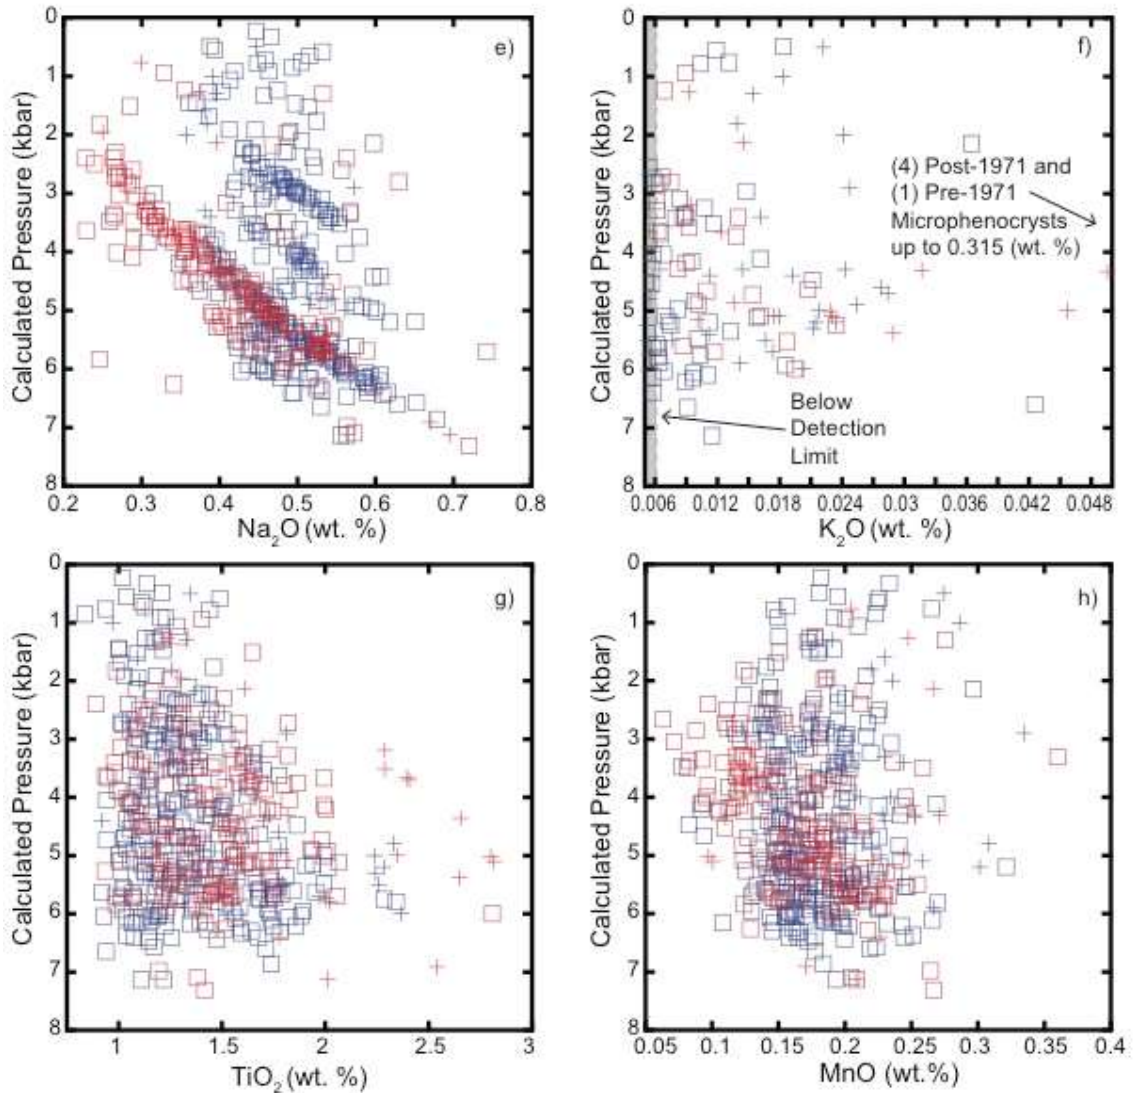 e)
0
1
2
3
4
5
6
7
8
Calculated Pressure (kbar)
0.2 0.3 0.4 0.5 0.6 0.7 0.8
Na₂O (wt. %)
f)
0
1
2
3
4
5
6
7
8
Calculated Pressure (kbar)
(4) Post-1971 and
(1) Pre-1971
Microphenocrysts
up to 0.315 (wt. %)
Below
Detection
Limit
0.006 0.012 0.018 0.024 0.03 0.036 0.042 0.048
K₂O (wt. %)
g)
0
1
2
3
4
5
6
7
8
Calculated Pressure (kbar)
1 1.5 2 2.5 3
TiO₂ (wt. %)
h)
0
1
2
3
4
5
6
7
8
Calculated Pressure (kbar)
0.05 0.1 0.15 0.2 0.25 0.3 0.35 0.4
MnO (wt.%)